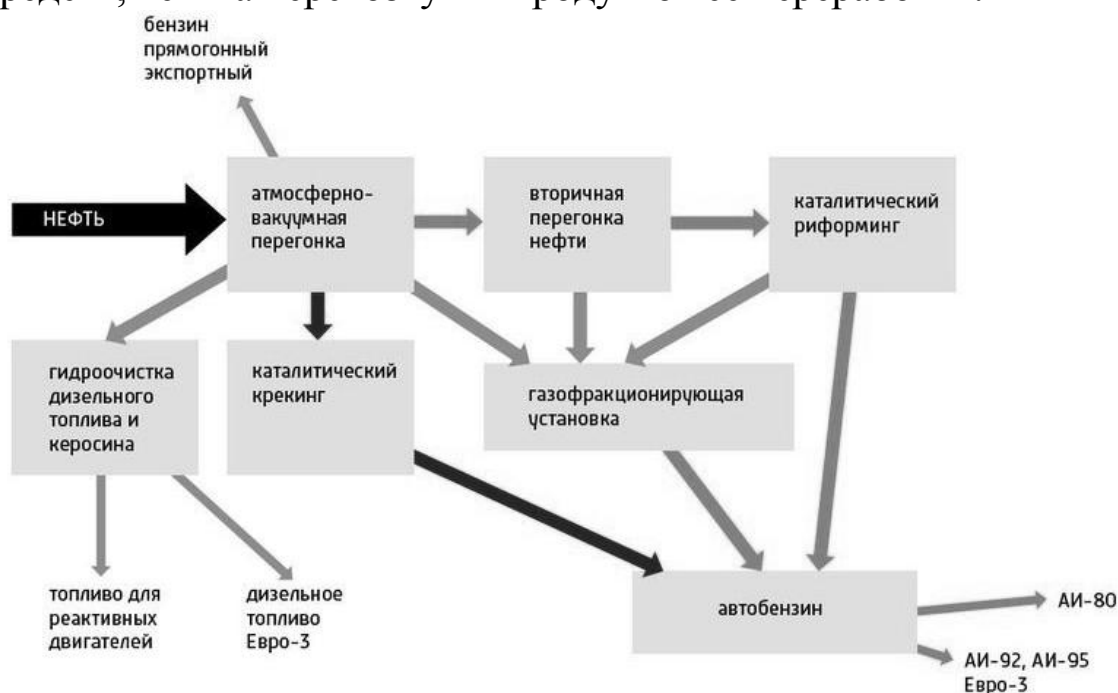 бензин
прямогонный
экспортный
НЕФТЬ
атмосферно-
вакуумная
перегонка
вторичная
перегонка
нефти
каталитический
риформинг
гидроочистка
дизельного
топлива и
керосина
каталитический
крекинг
газофракционирующая
установка
топливо для
реактивных
двигателей
дизельное
топливо
Евро-3
автобензин
АИ-80
АИ-92, АИ-95
Евро-3